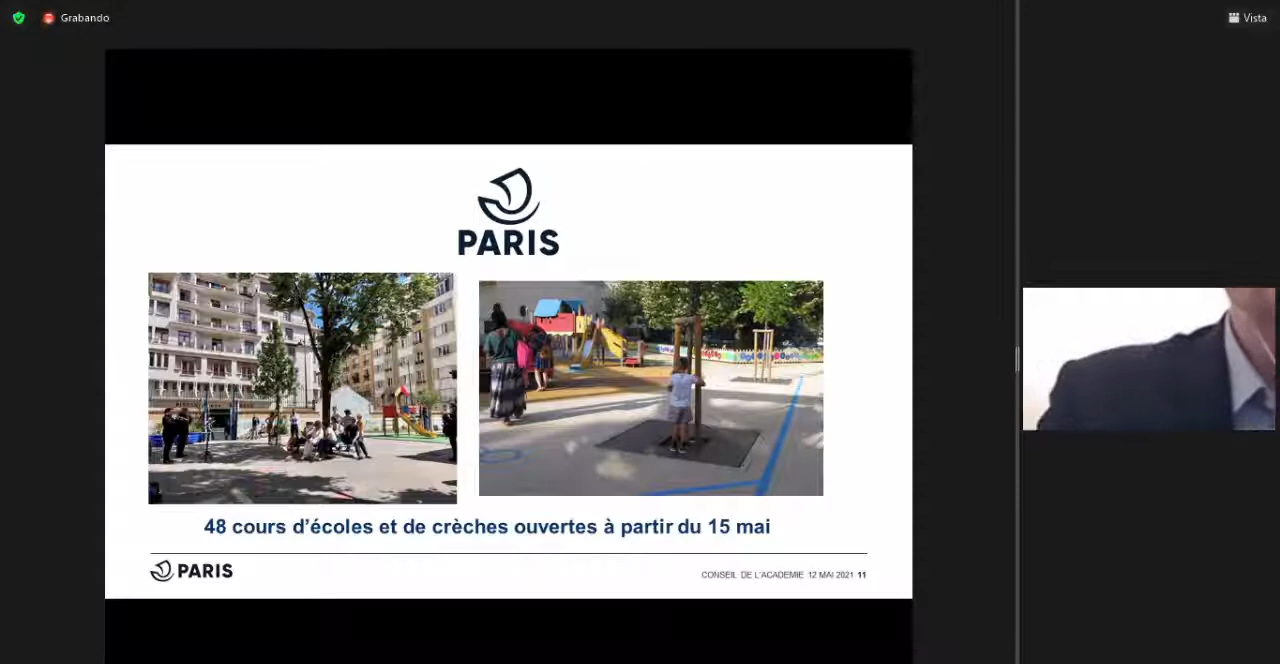 Grabando
Vista
PARIS
48 cours d'écoles et de crèches ouvertes à partir du 15 mai
PARIS
CONSEIL DE L'ACADEMIE 12 MAI 2021 11